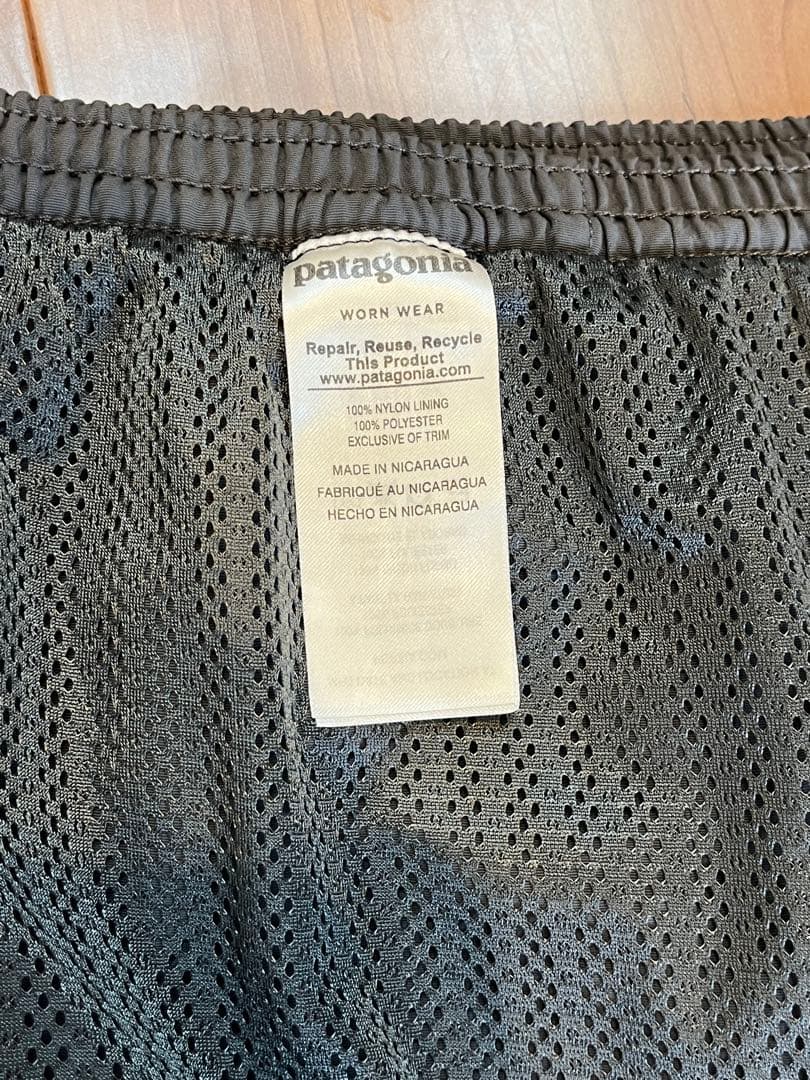 patagonia
WORN WEAR
Repair, Reuse, Recycle
This Product
www.patagonia.com
100% NYLON LINING
100% POLYESTER
EXCLUSIVE OF TRIM
MADE IN NICARAGUA
FABRIQUÉ AU NICARAGUA
HECHO EN NICARAGUA